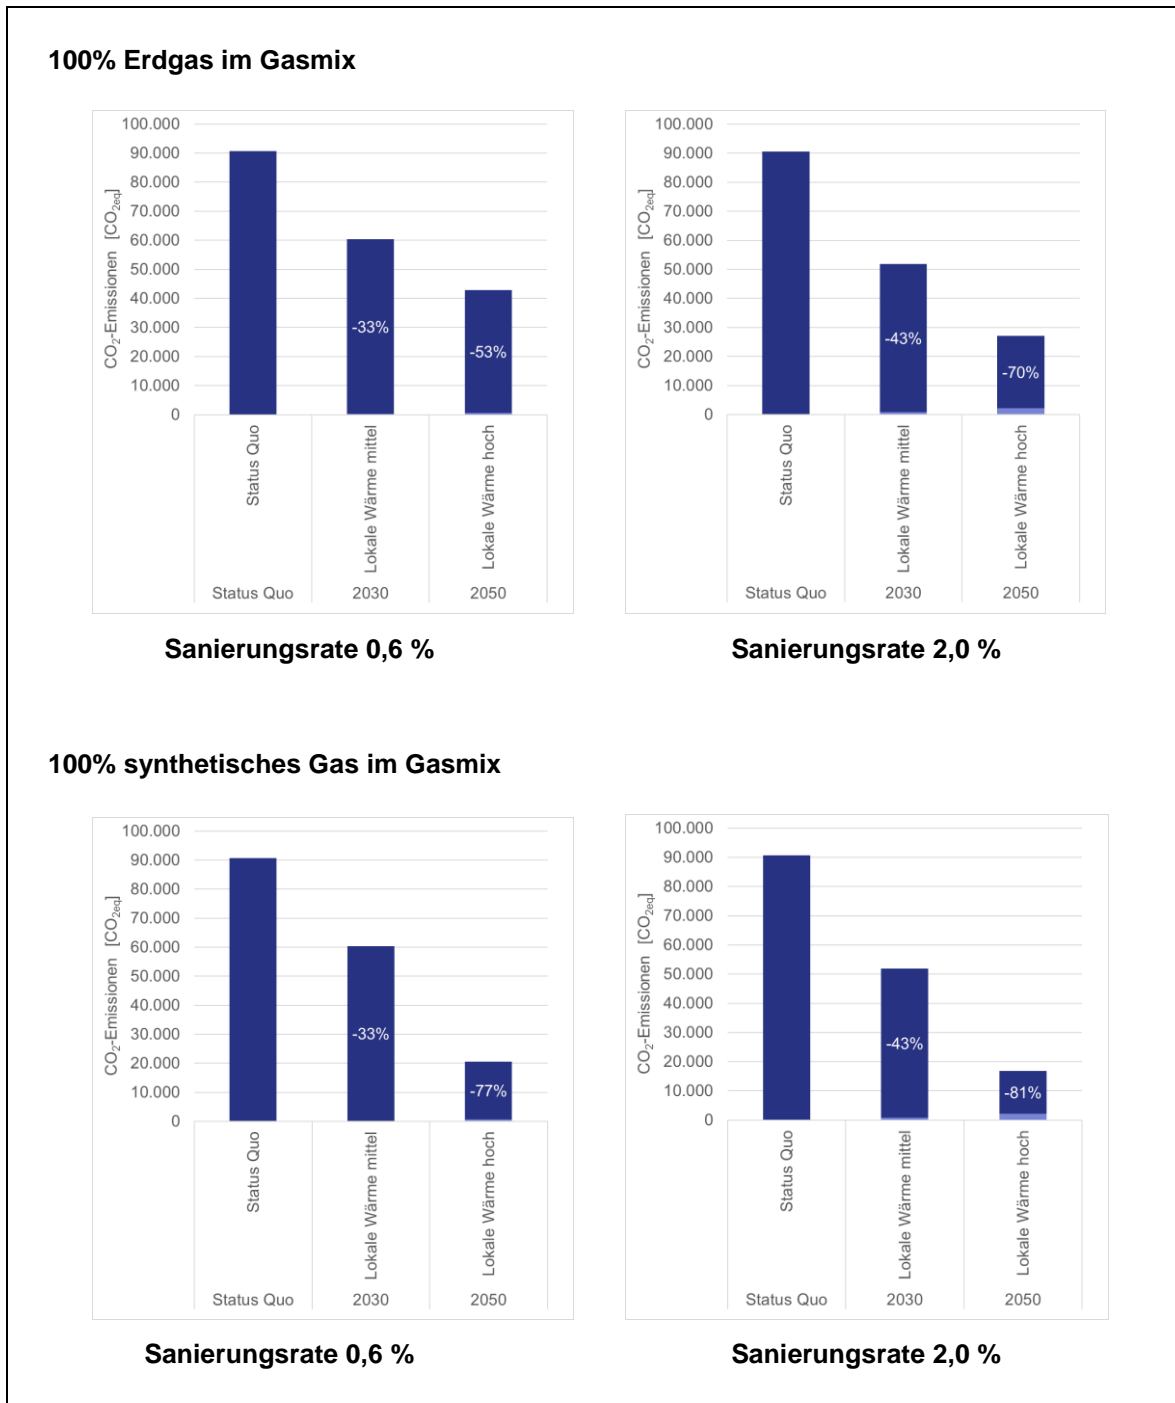 100% Erdgas im Gasmix
100.000
90.000
80.000
70.000
60.000
50.000
40.000
30.000
20.000
10.000
0
CO₂-Emissionen [CO₂eq]
-33%
-53%
Status Quo
Lokale Wärme mittel
Lokale Wärme hoch
Status Quo 2030 2050
Sanierungsrate 0,6 %
100.000
90.000
80.000
70.000
60.000
50.000
40.000
30.000
20.000
10.000
0
CO₂-Emissionen [CO₂eq]
-43%
-70%
Status Quo
Lokale Wärme mittel
Lokale Wärme hoch
Status Quo 2030 2050
Sanierungsrate 2,0 %
100% synthetisches Gas im Gasmix
100.000
90.000
80.000
70.000
60.000
50.000
40.000
30.000
20.000
10.000
0
CO₂-Emissionen [CO₂eq]
-33%
-77%
Status Quo
Lokale Wärme mittel
Lokale Wärme hoch
Status Quo 2030 2050
Sanierungsrate 0,6 %
100.000
90.000
80.000
70.000
60.000
50.000
40.000
30.000
20.000
10.000
0
CO₂-Emissionen [CO₂eq]
-43%
-81%
Status Quo
Lokale Wärme mittel
Lokale Wärme hoch
Status Quo 2030 2050
Sanierungsrate 2,0 %